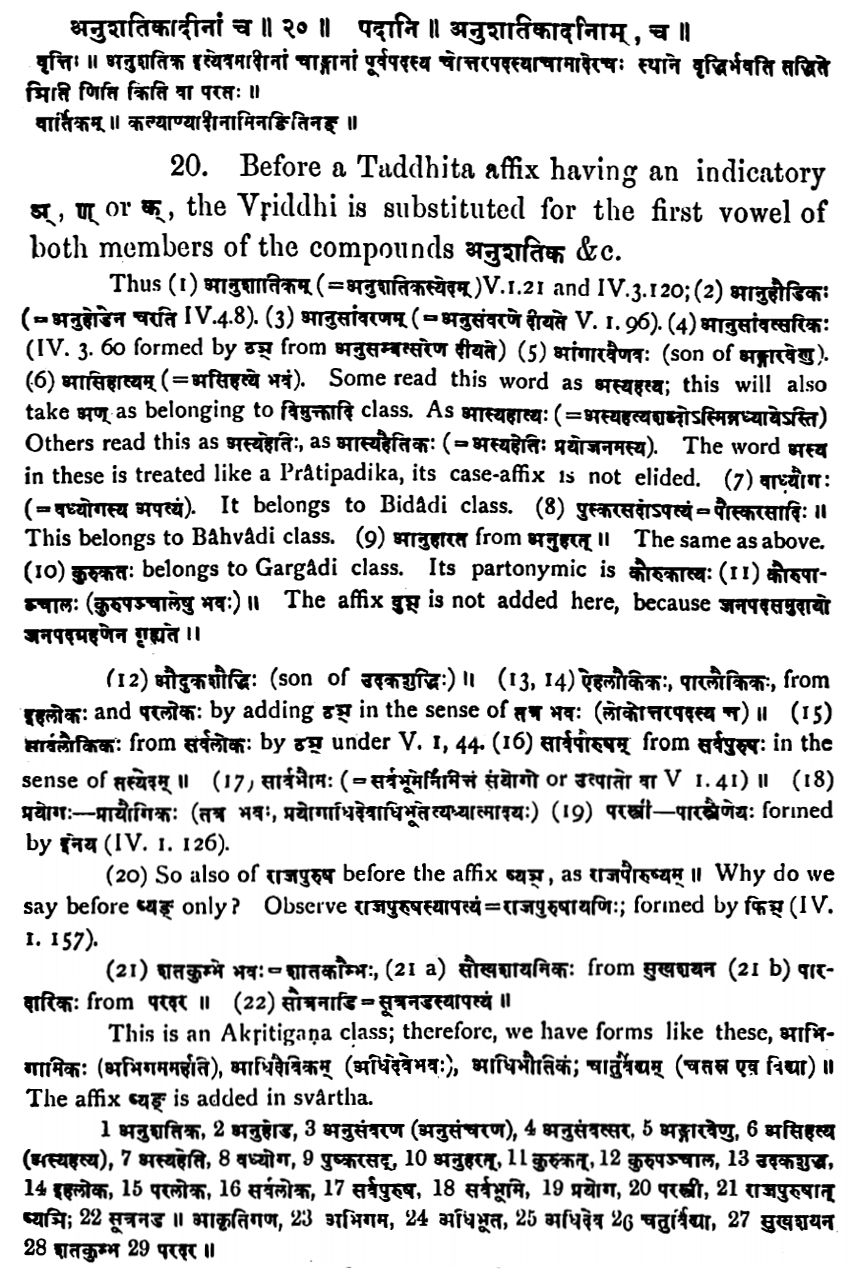 अनुशतिकादीनां च ॥ २० ॥ पदानि ॥ अनुशातिकादीनाम्, च ॥
वृत्तिः ॥ अनुशतिक इत्येवमादीनां चाङ्गानां पूर्वपदस्य चोत्तरपदस्याचामादेरचः स्थाने वृद्धिर्भवति तद्धिते
ञिति णिति किति वा परतः ॥
वार्तिकम् ॥ कल्याण्यादीनामिनङितिनङ् ॥
20. Before a Taddhita affix having an indicatory
ञ्, ण् or क्, the Vṛiddhi is substituted for the first vowel of
both members of the compounds अनुशतिक &c.
Thus (1) आनुशातिकम् (=अनुशतिकस्येदम्)V.1.21 and IV.3.120; (2) आनुहौडिकः
(=अनुहोडेन चरति IV.4.8). (3) आनुसांवरणम् (=अनुसंवरणे दीयते V. 1. 96). (4) आनुसांवत्सरिकः
(IV. 3. 60 formed by ठञ् from अनुसम्वत्सरेण दीयते) (5) आंगारवैणवः (son of अङ्गारवेणु).
(6) आसिहात्यम् (=असिहत्ये भवं). Some read this word as अस्यहत्य; this will also
take अण् as belonging to विमुक्तादि class. As आस्यहात्यः (=अस्यहत्यशब्दोऽस्मिन्नध्यायेऽस्ति)
Others read this as अस्यहेतिः, as आस्यहैतिकः (=अस्यहेतिः प्रयोजनमस्य). The word अस्य
in these is treated like a Prâtipadika, its case-affix is not elided. (7) वाध्यौगः
(=वध्योगस्य अपत्यं). It belongs to Bidâdi class. (8) पुस्करसदोऽपत्यं=पौस्करसादिः ॥
This belongs to Bâhvâdi class. (9) आनुहारत from अनुहरत् ॥ The same as above.
(10) कुरुकतः belongs to Gargâdi class. Its partonymic is कौरुकात्यः (11) कौरुपा-
ञ्चालः (कुरुपञ्चालेषु भवः) ॥ The affix वुञ् is not added here, because जनपदसमुदायो
जनपदग्रहणेन गृह्यते ॥
(12) औदुकशौद्धिः (son of उदकशुद्धिः) ॥ (13, 14) ऐहलौकिकः, पारलौकिकः, from
इहलोकः and परलोकः by adding ठञ् in the sense of तत्र भवः (लोकोत्तरपदस्य च) ॥ (15)
सार्वलौकिकः from सर्वलोकः by ठञ् under V. 1, 44. (16) सार्वपौरुषम् from सर्वपुरुषः in the
sense of तस्येदम् ॥ (17) सार्वभौमः (=सर्वभूमेर्निमित्तं संयोगो or उत्पातो वा V 1. 41) ॥ (18)
प्रयोगः—प्रायौगिकः (तत्र भवः, प्रयोगाधिदेवाधिभूतेत्यध्यात्मादयः) (19) परस्त्री—पारस्त्रैणेयः formed
by इनेय (IV. 1. 126).
(20) So also of राजपुरुष before the affix ष्यञ्, as राजपौरुष्यम् ॥ Why do we
say before ष्यङ् only? Observe राजपुरुषस्यापत्यं=राजपुरुषायणिः; formed by फिञ् (IV.
1. 157).
(21) शतकुम्भे भवः=शातकौम्भः, (21 a) सौखशायनिकः from सुखशयन (21 b) पार-
दारिकः from परदर ॥ (22) सौत्रनाडि=सूत्रनडस्यापत्यं ॥
This is an Akṛitigaṇa class; therefore, we have forms like these, आभि-
गामिकः (अभिगममर्हति), आधिदैविकम् (अधिदेवेभवः), आधिभौतिकं; चातुर्वैद्यम् (चतस्र एव विद्या) ॥
The affix ष्यङ् is added in svârtha.
1 अनुशतिक, 2 अनुहोड, 3 अनुसंवरण (अनुसंचरण), 4 अनुसंवत्सर, 5 अङ्गारवेणु, 6 असिहत्य
(अस्यहत्य), 7 अस्यहेति, 8 वध्योग, 9 पुष्करसद्, 10 अनुहरत्, 11 कुरुकत्, 12 कुरुपञ्चाल, 13 उदकशुद्ध,
14 इहलोक, 15 परलोक, 16 सर्वलोक, 17 सर्वपुरुष, 18 सर्वभूमि, 19 प्रयोग, 20 परस्त्री, 21 राजपुरुषात्
ष्यञि; 22 सूत्रनड ॥ आकृतिगण, 23 अभिगम, 24 अधिभूत, 25 अधिदेव 26 चतुर्विद्या, 27 सुखशयन
28 शतकुम्भ 29 परदर ॥